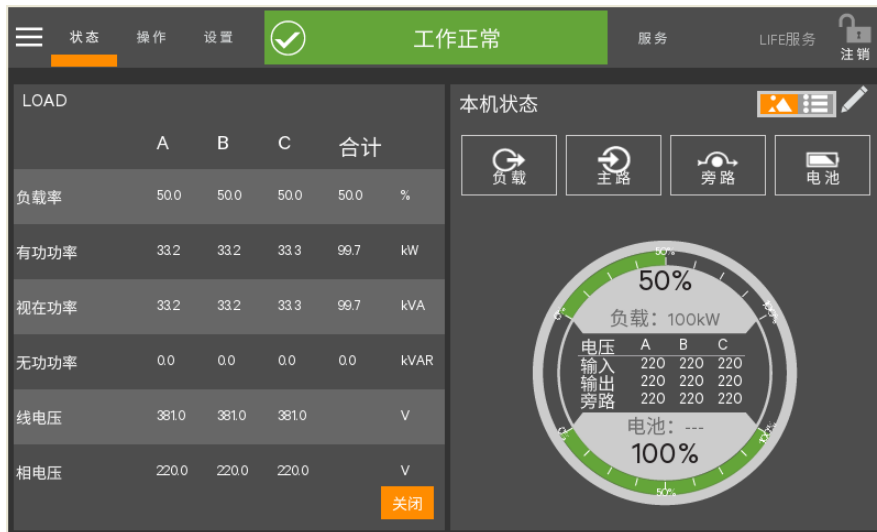 状态 操作 设置 工作正常 服务 LIFE服务 注销
LOAD
A B C 合计
负载率 50.0 50.0 50.0 50.0 %
有功功率 33.2 33.2 33.3 99.7 kW
视在功率 33.2 33.2 33.3 99.7 kVA
无功功率 0.0 0.0 0.0 0.0 kVAR
线电压 381.0 381.0 381.0 V
相电压 220.0 220.0 220.0 V
关闭
本机状态
负载 主路 旁路 电池
0% 50% 100%
50%
负载：100kW
电压 A B C
输入 220 220 220
输出 220 220 220
旁路 220 220 220
电池：---
100%
0% 50% 100%